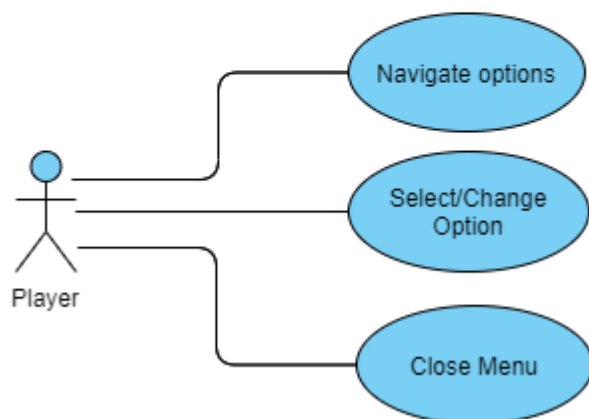 Navigate options
Select/Change
Option
Player
Close Menu